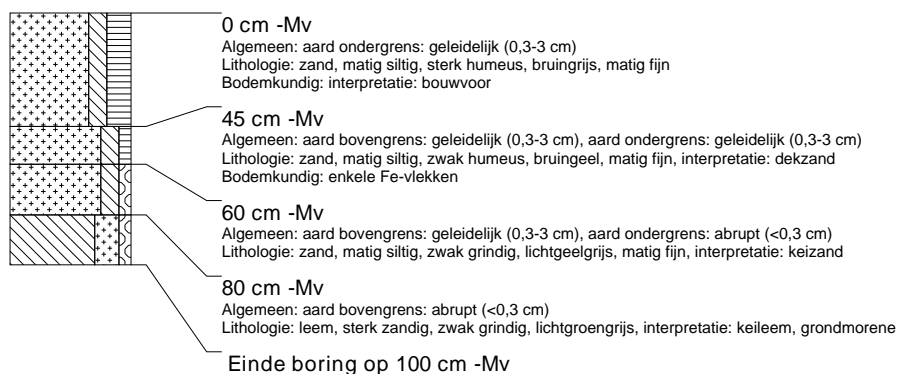 0 cm -Mv
Algemeen: aard ondergrens: geleidelijk (0,3-3 cm)
Lithologie: zand, matig siltig, sterk humeus, bruingrijs, matig fijn
Bodemkundig: interpretatie: bouwvoor
45 cm -Mv
Algemeen: aard bovengrens: geleidelijk (0,3-3 cm), aard ondergrens: geleidelijk (0,3-3 cm)
Lithologie: zand, matig siltig, zwak humeus, bruingeel, matig fijn, interpretatie: dekzand
Bodemkundig: enkele Fe-vlekken
60 cm -Mv
Algemeen: aard bovengrens: geleidelijk (0,3-3 cm), aard ondergrens: abrupt (<0,3 cm)
Lithologie: zand, matig siltig, zwak grindig, lichtgeelgrijs, matig fijn, interpretatie: keizand
80 cm -Mv
Algemeen: aard bovengrens: abrupt (<0,3 cm)
Lithologie: leem, sterk zandig, zwak grindig, lichtgroengrijs, interpretatie: keileem, grondmorene
Einde boring op 100 cm -Mv